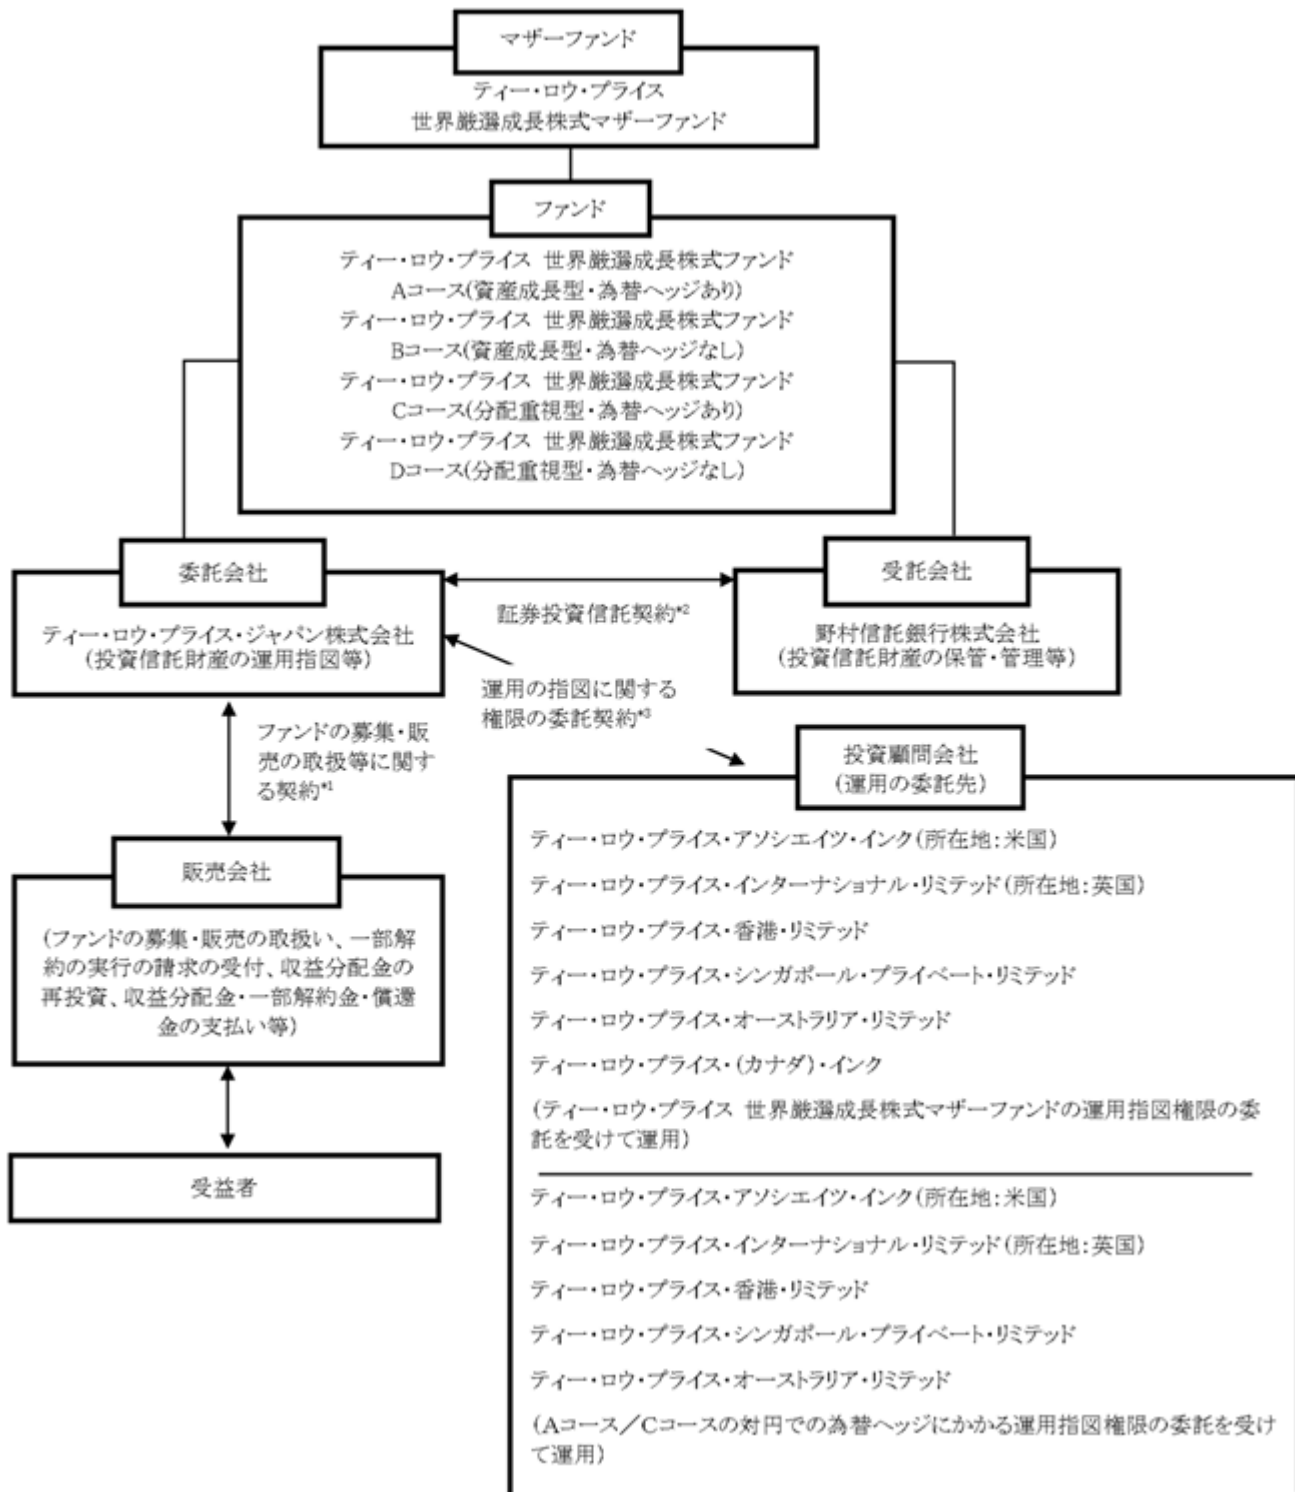 マザーファンド
ティー・ロウ・プライス
世界厳選成長株式マザーファンド
ファンド
ティー・ロウ・プライス 世界厳選成長株式ファンド
Aコース(資産成長型・為替ヘッジあり)
ティー・ロウ・プライス 世界厳選成長株式ファンド
Bコース(資産成長型・為替ヘッジなし)
ティー・ロウ・プライス 世界厳選成長株式ファンド
Cコース(分配重視型・為替ヘッジあり)
ティー・ロウ・プライス 世界厳選成長株式ファンド
Dコース(分配重視型・為替ヘッジなし)
委託会社
ティー・ロウ・プライス・ジャパン株式会社
(投資信託財産の運用指図等)
証券投資信託契約*2
受託会社
野村信託銀行株式会社
(投資信託財産の保管・管理等)
運用の指図に関する
権限の委託契約*3
ファンドの募集・販
売の取扱等に関す
る契約*1
販売会社
(ファンドの募集・販売の取扱い、一部解
約の実行の請求の受付、収益分配金の
再投資、収益分配金・一部解約金・償還
金の支払い等)
受益者
投資顧問会社
(運用の委託先)
ティー・ロウ・プライス・アソシエイツ・インク(所在地:米国)
ティー・ロウ・プライス・インターナショナル・リミテッド(所在地:英国)
ティー・ロウ・プライス・香港・リミテッド
ティー・ロウ・プライス・シンガポール・プライベート・リミテッド
ティー・ロウ・プライス・オーストラリア・リミテッド
ティー・ロウ・プライス・(カナダ)・インク
(ティー・ロウ・プライス 世界厳選成長株式マザーファンドの運用指図権限の委
託を受けて運用)
ティー・ロウ・プライス・アソシエイツ・インク(所在地:米国)
ティー・ロウ・プライス・インターナショナル・リミテッド(所在地:英国)
ティー・ロウ・プライス・香港・リミテッド
ティー・ロウ・プライス・シンガポール・プライベート・リミテッド
ティー・ロウ・プライス・オーストラリア・リミテッド
(Aコース/Cコースの対円での為替ヘッジにかかる運用指図権限の委託を受け
て運用)